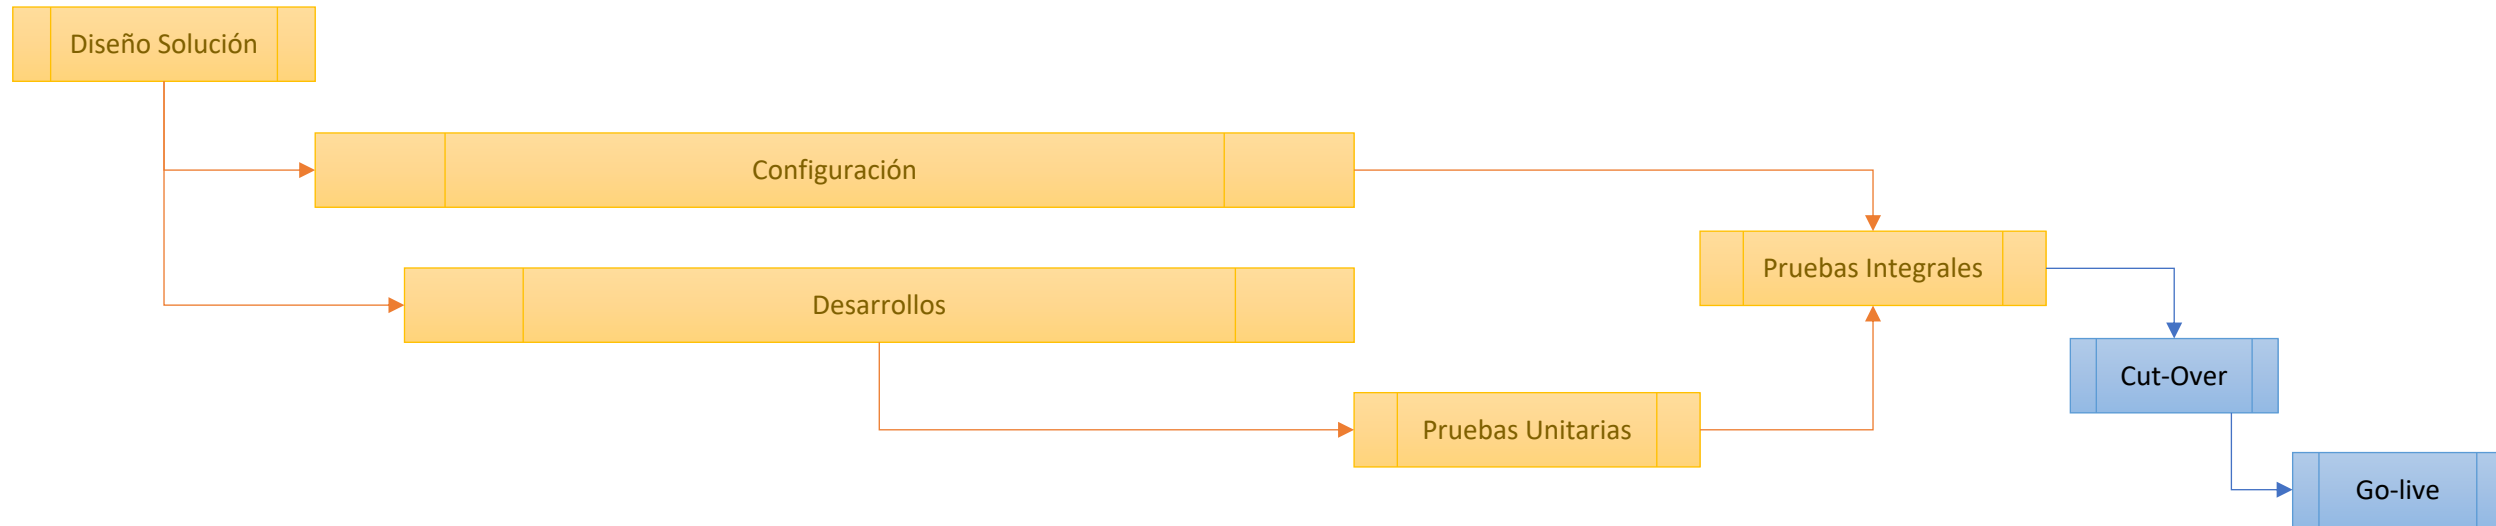 Diseño Solución
Configuración
Desarrollos
Pruebas Integrales
Pruebas Unitarias
Cut-Over
Go-live